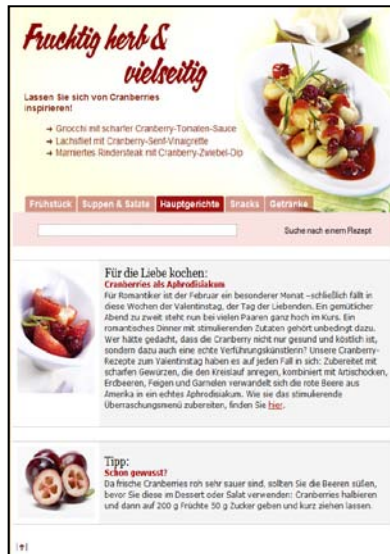 Fruchtig herb &
vielseitig
Lassen Sie sich von Cranberries
inspirieren!
→ Gnocchi mit scharfer Cranberry-Tomaten-Sauce
→ Lachsfilet mit Cranberry-Senf-Vinaigrette
→ Mariniertes Rindersteak mit Cranberry-Zwiebel-Dip
Frühstück Suppen & Salate Hauptgerichte Snacks Getränke
Suche nach einem Rezept
Für die Liebe kochen:
Cranberries als Aphrodisiakum
Für Romantiker ist der Februar ein besonderer Monat –schließlich fällt in
diese Wochen der Valentinstag, der Tag der Liebenden. Ein gemütlicher
Abend zu zweit steht nun bei vielen Paaren ganz hoch im Kurs. Ein
romantisches Dinner mit stimulierenden Zutaten gehört unbedingt dazu.
Wer hätte gedacht, dass die Cranberry nicht nur gesund und köstlich ist,
sondern dazu auch eine echte Verführungskünstlerin? Unsere Cranberry-
Rezepte zum Valentinstag haben es auf jeden Fall in sich: Zubereitet mit
scharfen Gewürzen, die den Kreislauf anregen, kombiniert mit Artischocken,
Erdbeeren, Feigen und Garnelen verwandelt sich die rote Beere aus
Amerika in ein echtes Aphrodisiakum. Wie sie das stimulierende
Überraschungsmenü zubereiten, finden Sie hier.
Tipp:
Schon gewusst?
Da frische Cranberries roh sehr sauer sind, sollten Sie die Beeren süßen,
bevor Sie diese im Dessert oder Salat verwenden: Cranberries halbieren
und dann auf 200 g Früchte 50 g Zucker geben und kurz ziehen lassen.
|↑|